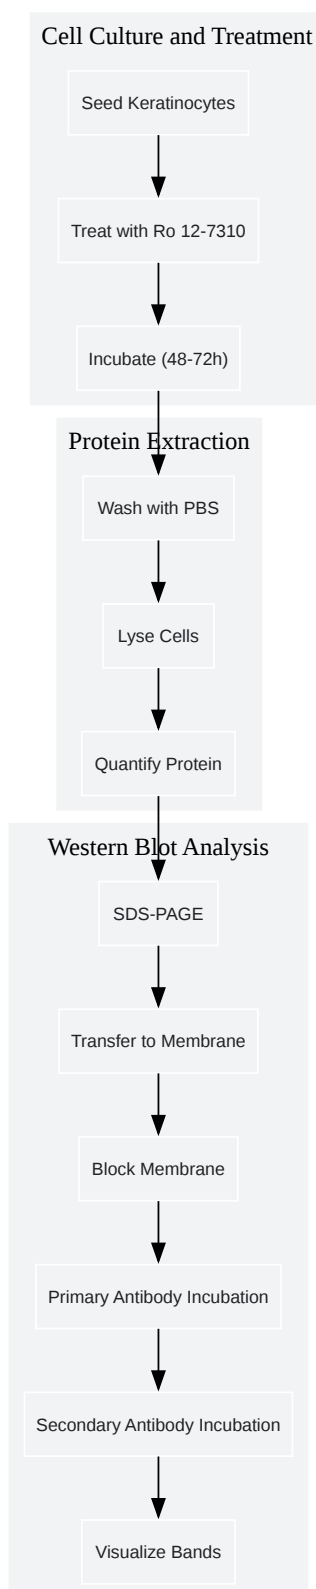 Cell Culture and Treatment
Seed Keratinocytes
Treat with Ro 12-7310
Incubate (48-72h)
Protein Extraction
Wash with PBS
Lyse Cells
Quantify Protein
Western Blot Analysis
SDS-PAGE
Transfer to Membrane
Block Membrane
Primary Antibody Incubation
Secondary Antibody Incubation
Visualize Bands